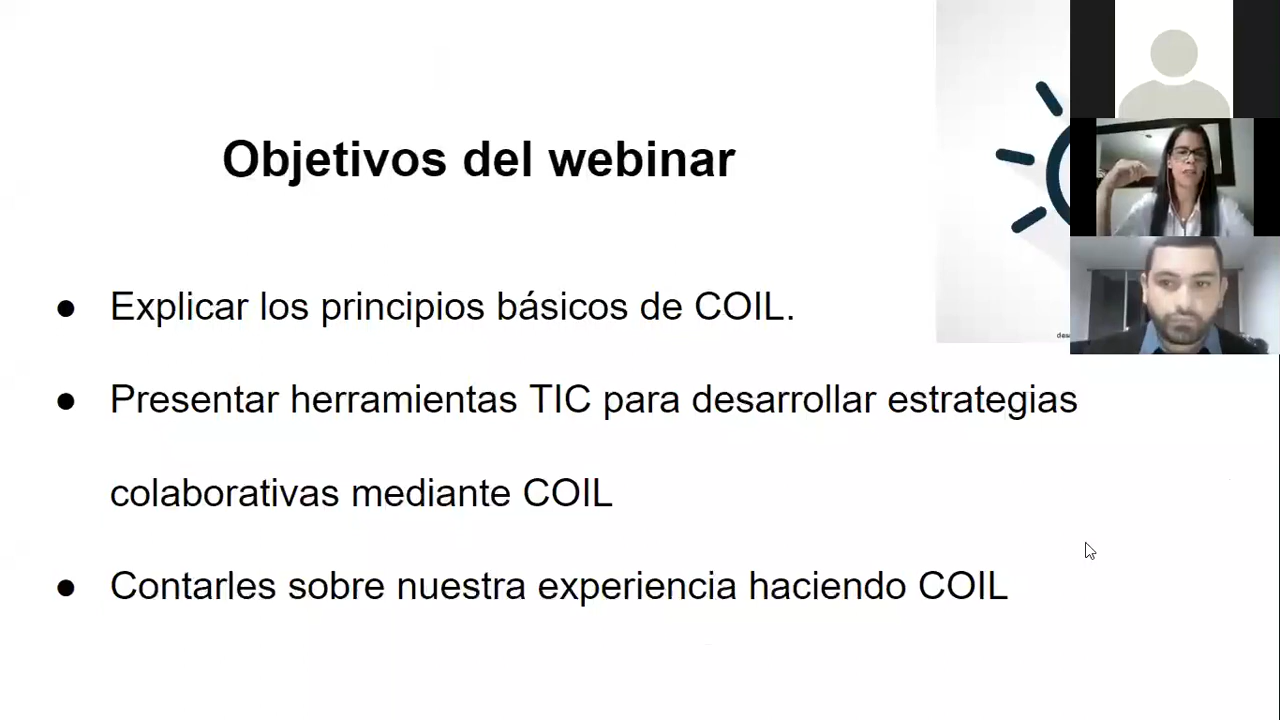 Objetivos del webinar
● Explicar los principios básicos de COIL.
● Presentar herramientas TIC para desarrollar estrategias
colaborativas mediante COIL
● Contarles sobre nuestra experiencia haciendo COIL